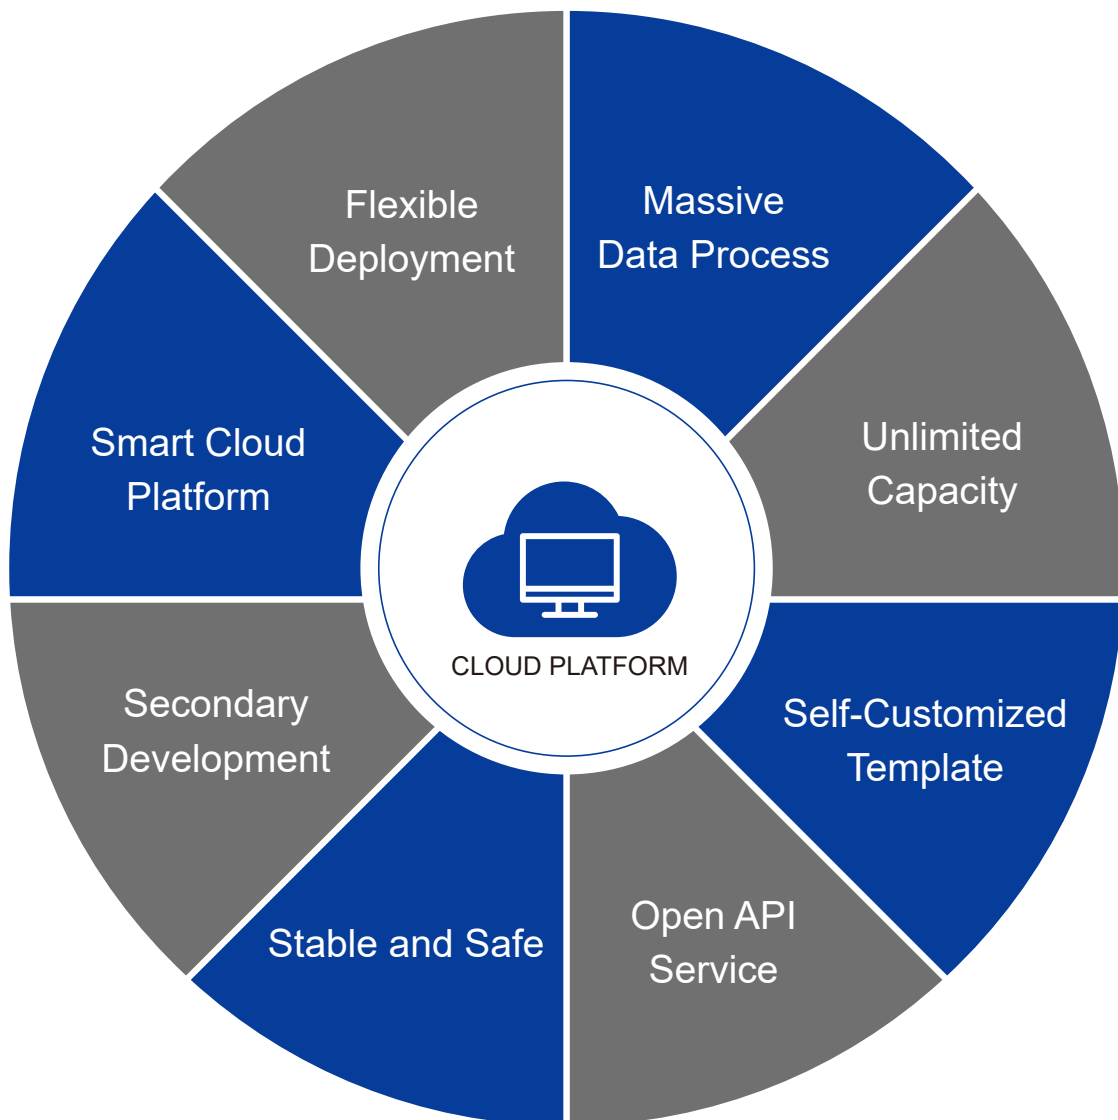 Flexible
Deployment
Massive
Data Process
Smart Cloud
Platform
Unlimited
Capacity
CLOUD PLATFORM
Secondary
Development
Self-Customized
Template
Stable and Safe
Open API
Service